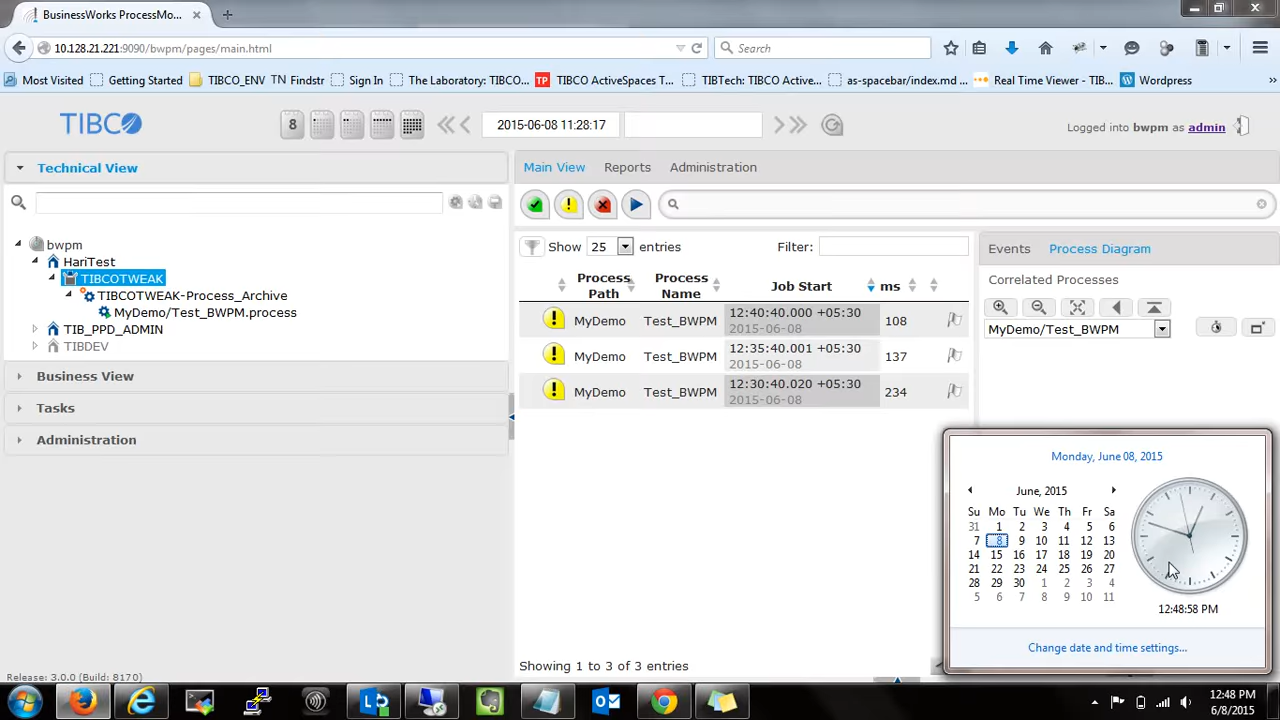 BusinessWorks ProcessMo...
10.128.21.221:9090/bwpm/pages/main.html
Search
Most Visited
Getting Started
TIBCO_ENV
TN Findstr
Sign In
The Laboratory: TIBCO...
TP TIBCO ActiveSpaces T...
TIBTech: TIBCO Active...
as-spacebar/index.md ...
Real Time Viewer - TIB...
Wordpress
TIBCO
8
2015-06-08 11:28:17
Logged into bwpm as admin
Technical View
Main View
Reports
Administration
bwpm
HariTest
TIBCOTWEAK
TIBCOTWEAK-Process_Archive
MyDemo/Test_BWPM.process
TIB_PPD_ADMIN
TIBDEV
Business View
Tasks
Administration
Show 25 entries
Filter:
Process Path
Process Name
Job Start
ms
MyDemo Test_BWPM 12:40:40.000 +05:30 108
2015-06-08
MyDemo Test_BWPM 12:35:40.001 +05:30 137
2015-06-08
MyDemo Test_BWPM 12:30:40.020 +05:30 234
2015-06-08
Showing 1 to 3 of 3 entries
Events
Process Diagram
Correlated Processes
MyDemo/Test_BWPM
Monday, June 08, 2015
June, 2015
Su Mo Tu We Th Fr Sa
31 1 2 3 4 5 6
7 8 9 10 11 12 13
14 15 16 17 18 19 20
21 22 23 24 25 26 27
28 29 30 1 2 3 4
5 6 7 8 9 10 11
12:48:58 PM
Change date and time settings...
Release: 3.0.0 (Build: 8170)
12:48 PM
6/8/2015